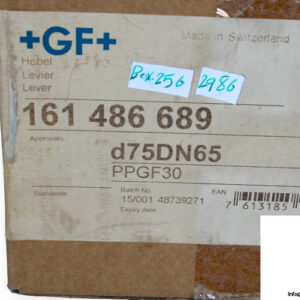 +GF+
Made in Switzerland
Hebel
Levier
Lever
Box.256
2986
161 486 689
Approvals
d75DN65
PPGF30
Batch No
EAN
15/001 48739271
7 613185
Standards
Expiry date